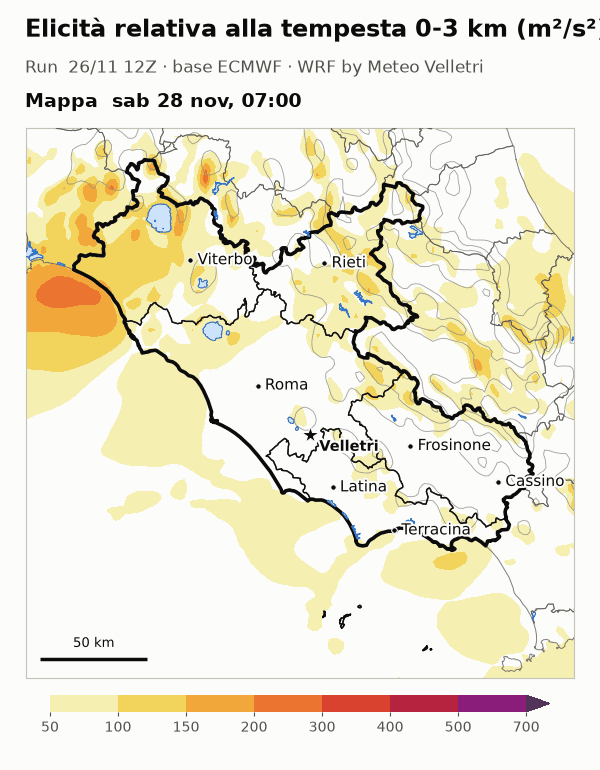 Elicità relativa alla tempesta 0-3 km (m²/s²)
Run  26/11 12Z · base ECMWF · WRF by Meteo Velletri
Mappa  sab 28 nov, 07:00
Viterbo
Rieti
Roma
Velletri
Frosinone
Latina
Cassino
Terracina
50 km
50 100 150 200 300 400 500 700